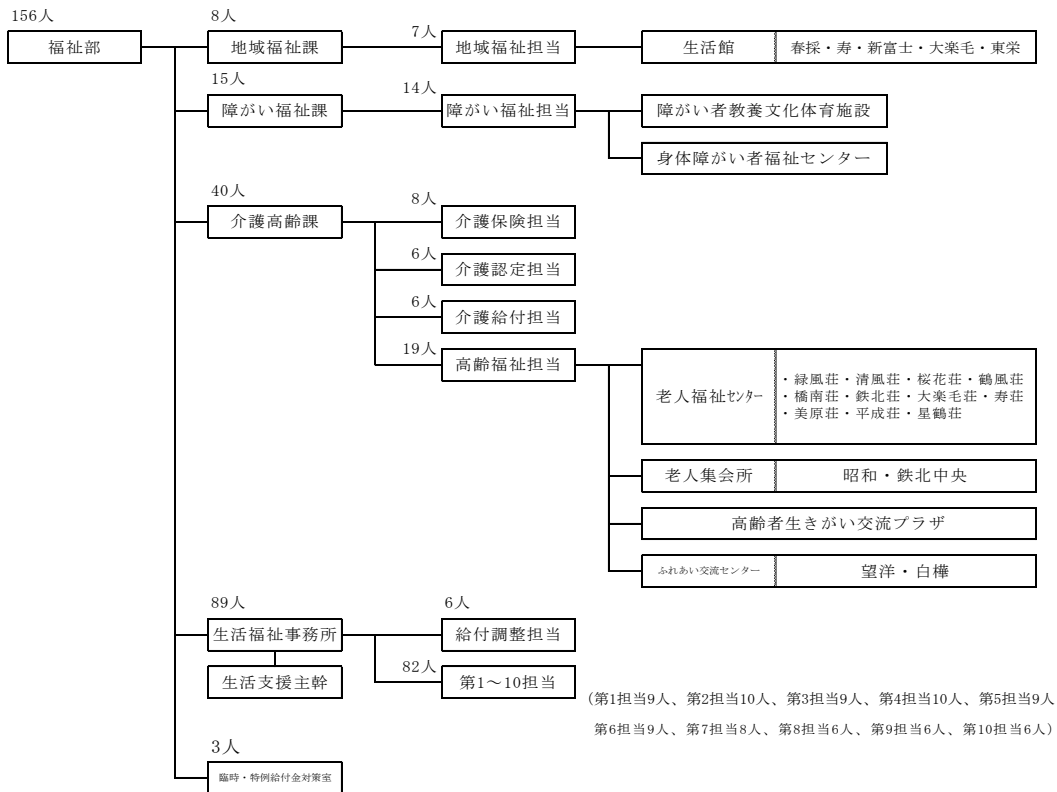 156人
福祉部
8人
地域福祉課
7人
地域福祉担当
生活館
春採・寿・新富士・大楽毛・東栄
15人
障がい福祉課
14人
障がい福祉担当
障がい者教養文化体育施設
身体障がい者福祉センター
40人
介護高齢課
8人
介護保険担当
6人
介護認定担当
6人
介護給付担当
19人
高齢福祉担当
老人福祉センター
・緑風荘・清風荘・桜花荘・鶴風荘
・橋南荘・鉄北荘・大楽毛荘・寿荘
・美原荘・平成荘・星鶴荘
老人集会所
昭和・鉄北中央
高齢者生きがい交流プラザ
ふれあい交流センター
望洋・白樺
89人
生活福祉事務所
生活支援主幹
6人
給付調整担当
82人
第1～10担当
(第1担当9人、第2担当10人、第3担当9人、第4担当10人、第5担当9人
第6担当9人、第7担当8人、第8担当6人、第9担当6人、第10担当6人)
3人
臨時・特例給付金対策室